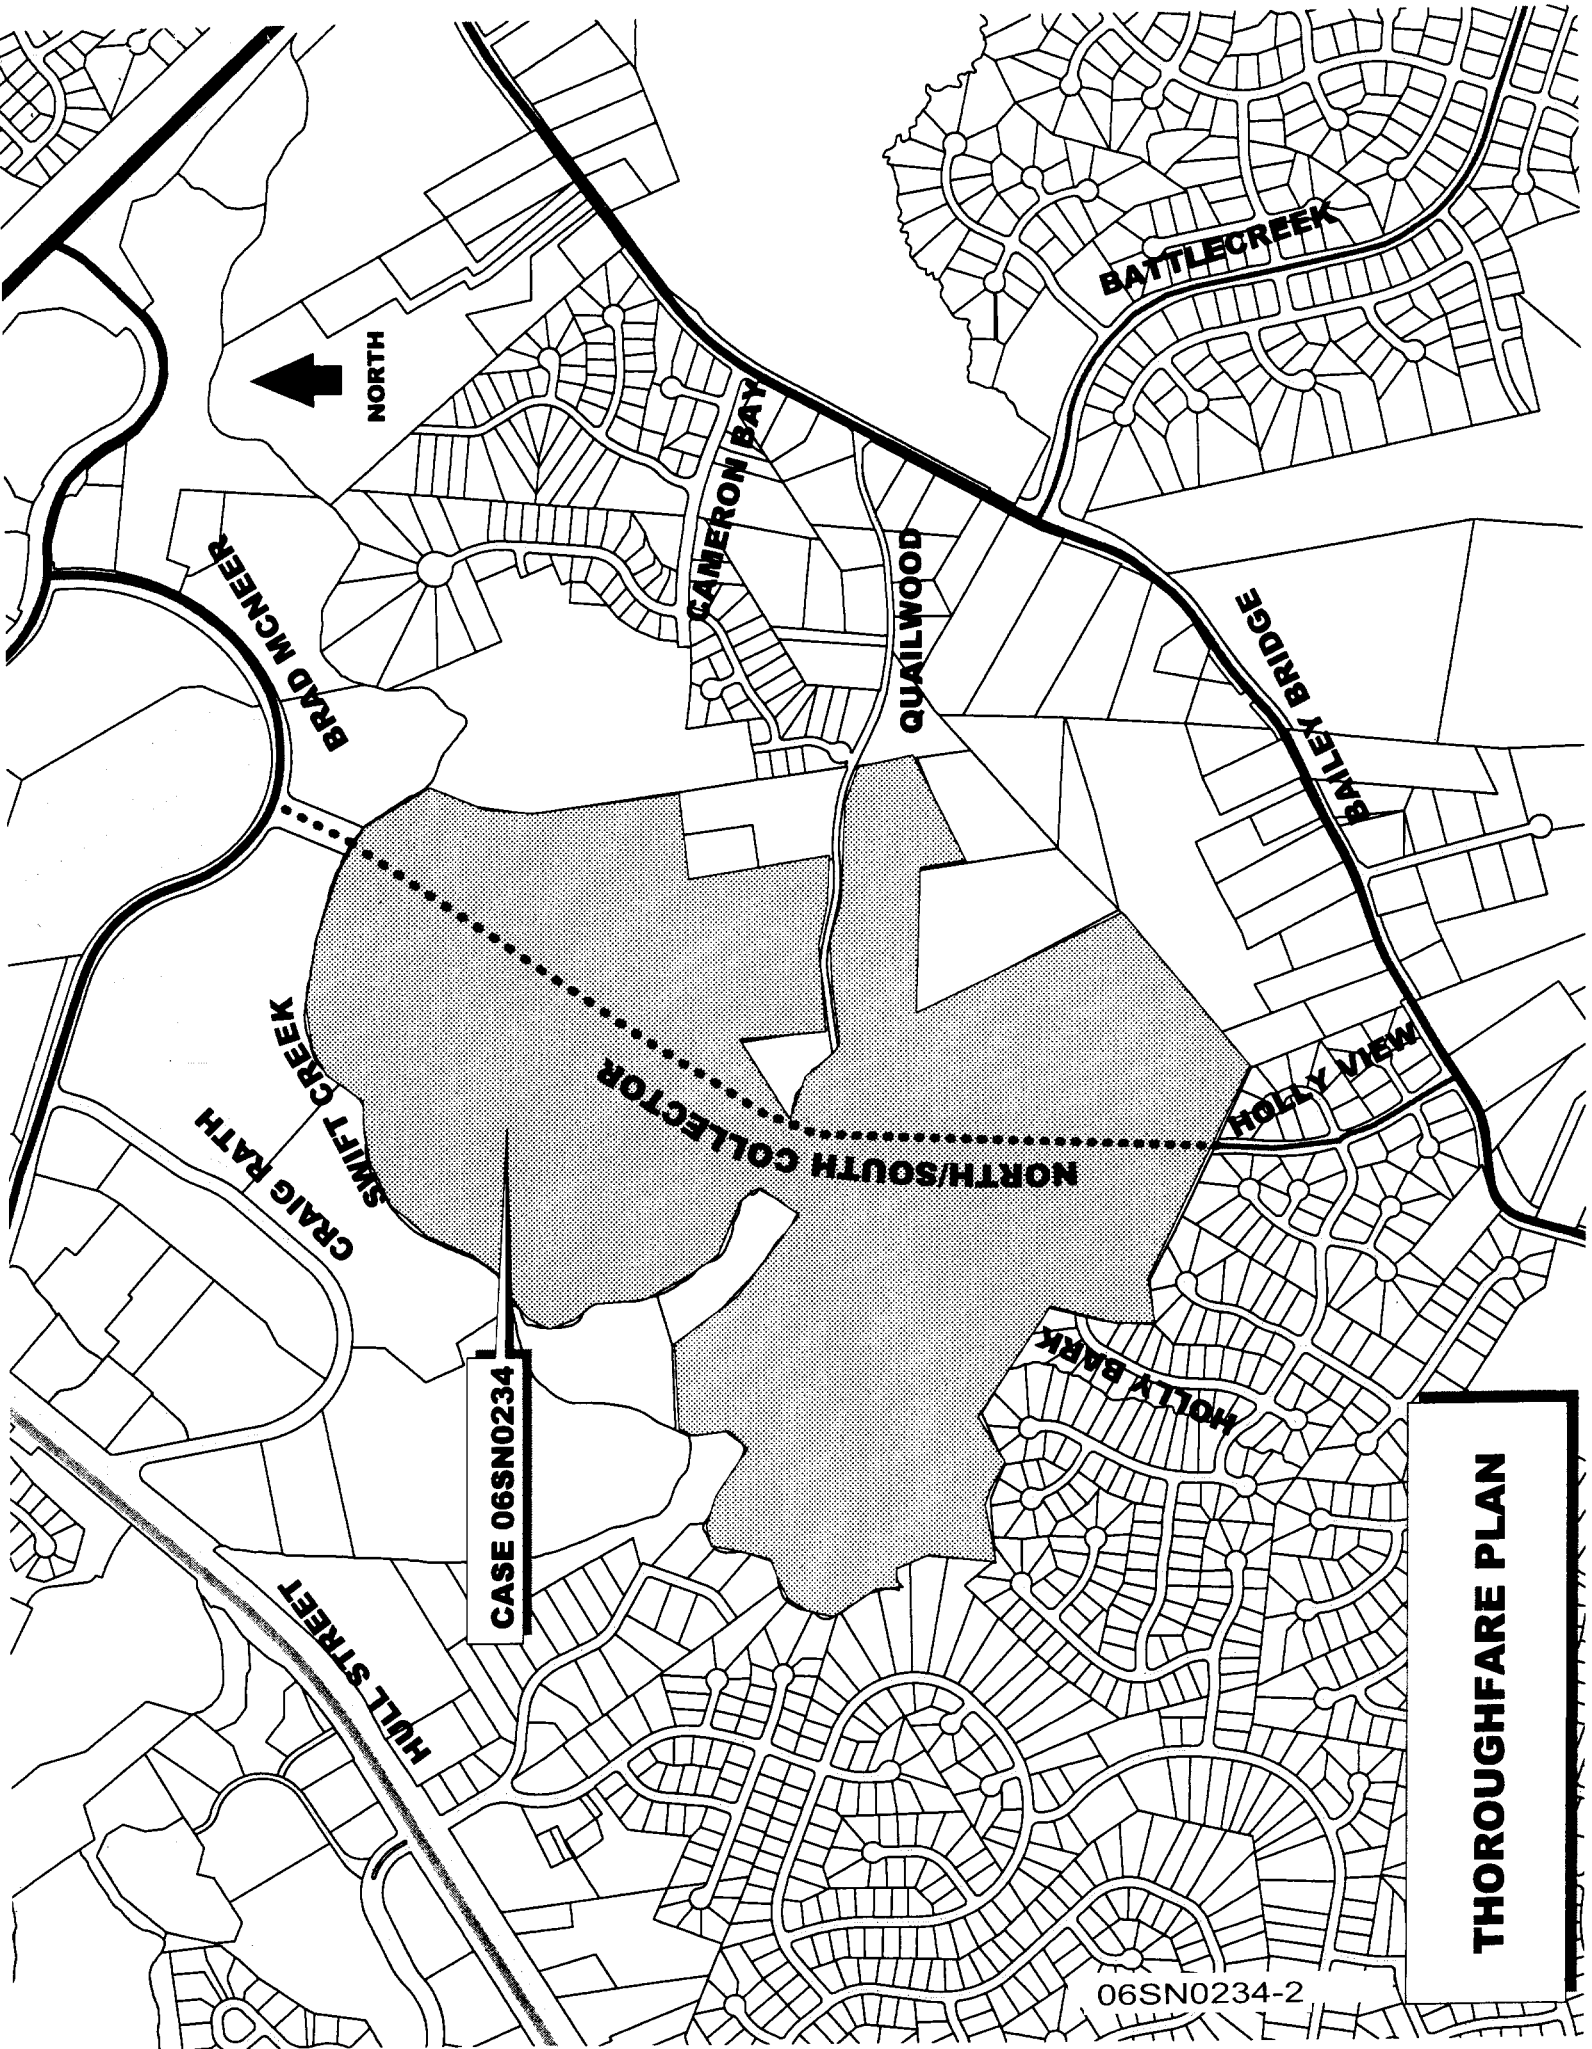 NORTH
BRAD MCNEER
BATTLECREEK
CAMERON BAY
QUAILWOOD
BAILEY BRIDGE
SWIFT CREEK
CRAIG RATH
NORTH/SOUTH COLLECTOR
HOLLY VIEW
HOLLY BARK
CASE 06SN0234
HULL STREET
THOROUGHFARE PLAN
06SN0234-2